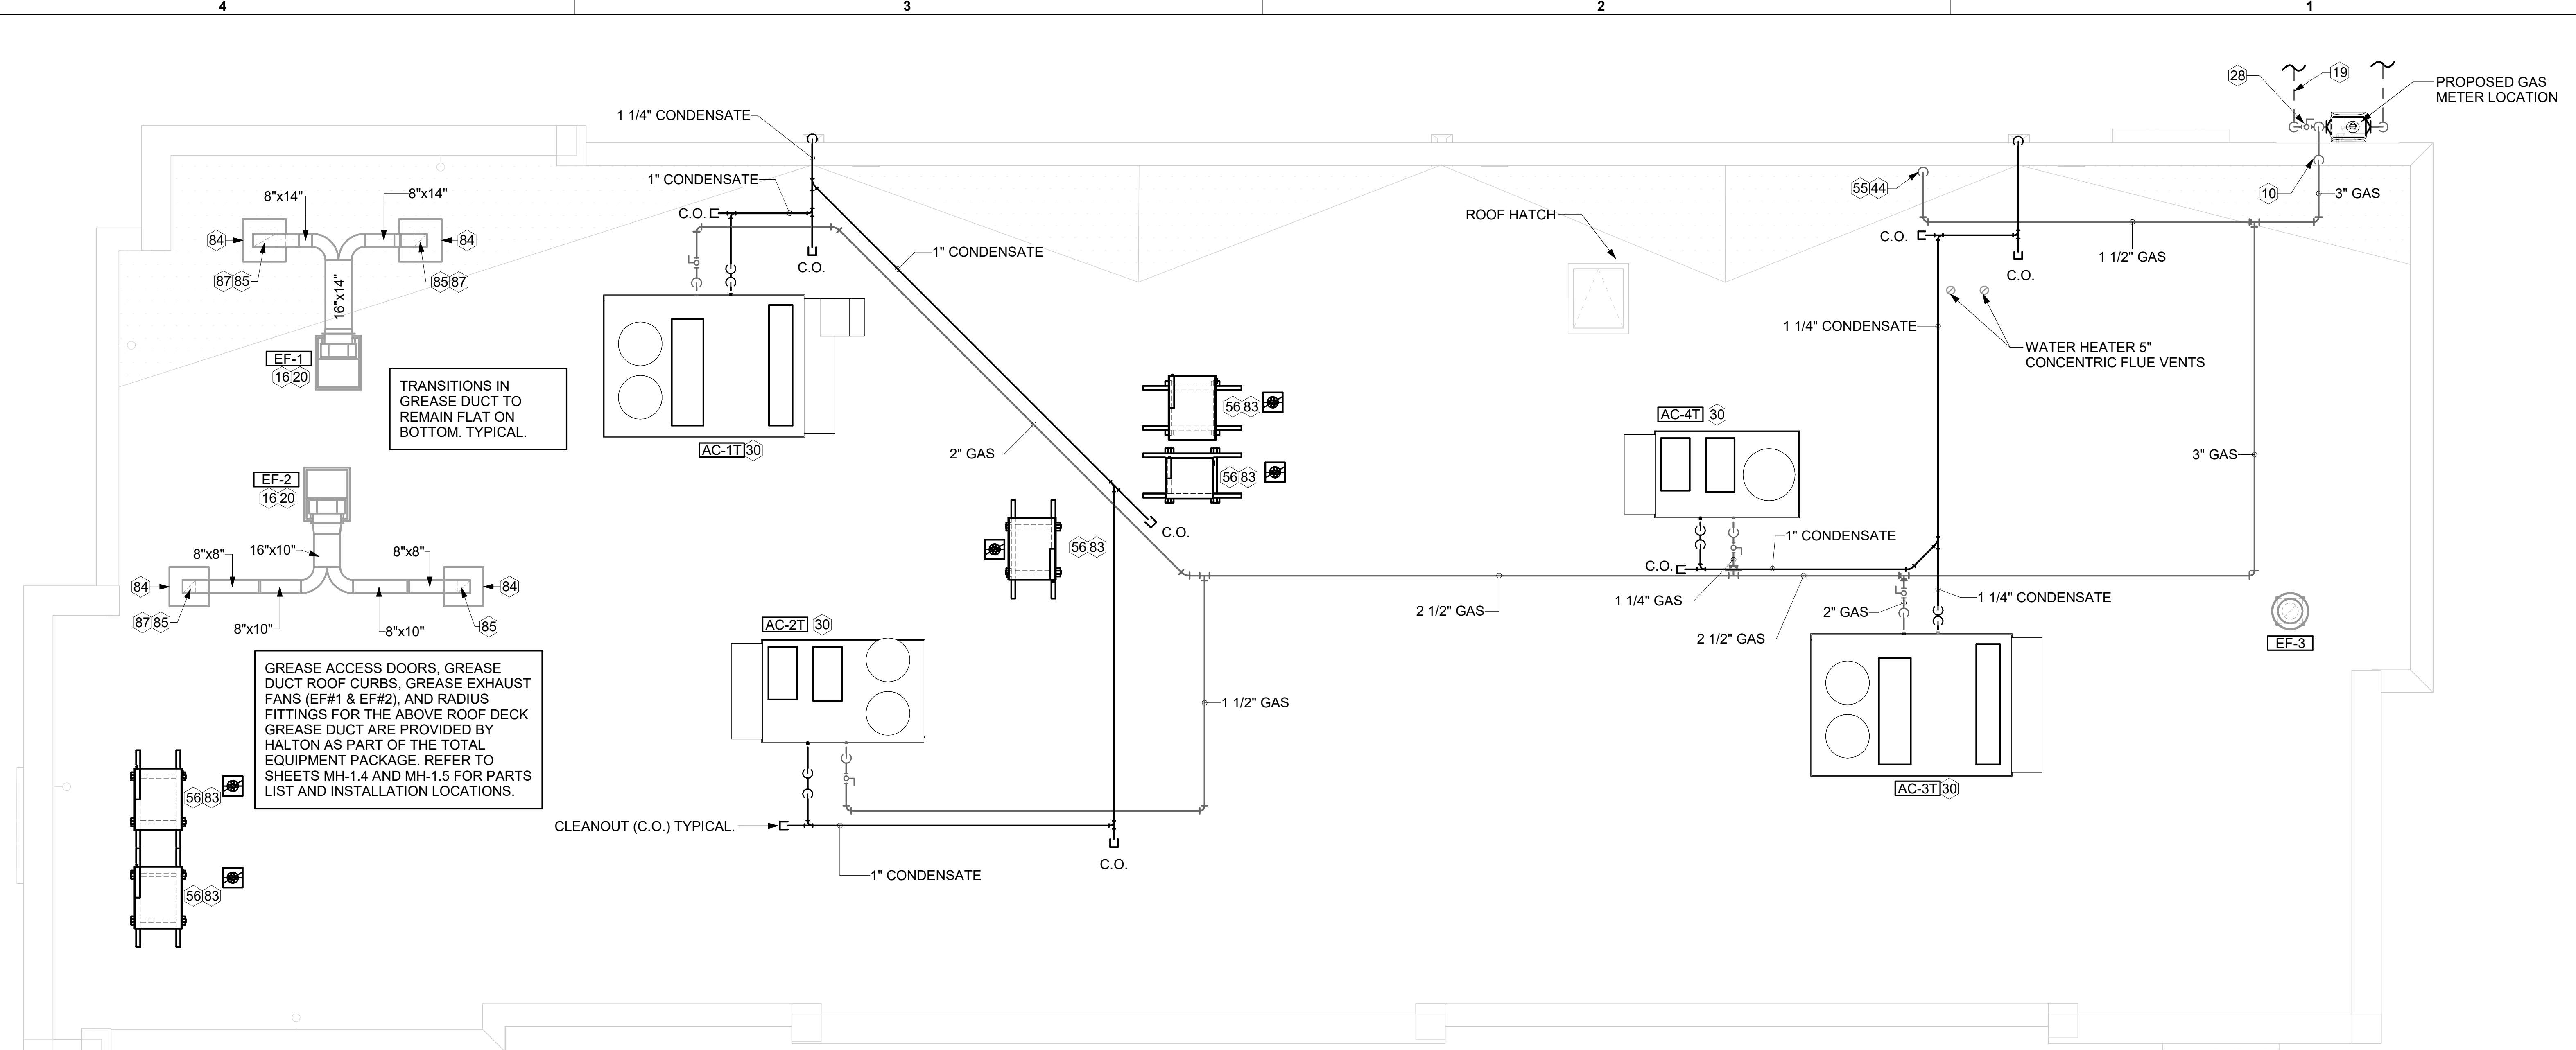 4
3
2
1
28
19
PROPOSED GAS
METER LOCATION
1 1/4" CONDENSATE
1" CONDENSATE
8"x14"
8"x14"
C.O.
84
84
87
85
85
87
16"x14"
C.O.
1" CONDENSATE
ROOF HATCH
55
44
10
3" GAS
C.O.
1 1/2" GAS
C.O.
1 1/4" CONDENSATE
WATER HEATER 5"
CONCENTRIC FLUE VENTS
EF-1
16
20
TRANSITIONS IN
GREASE DUCT TO
REMAIN FLAT ON
BOTTOM. TYPICAL.
AC-1T
30
2" GAS
56
83
56
83
AC-4T
30
3" GAS
EF-2
16
20
C.O.
56
83
8"x8"
16"x10"
8"x8"
84
84
87
85
8"x10"
8"x10"
85
1" CONDENSATE
C.O.
2 1/2" GAS
1 1/4" GAS
2" GAS
1 1/4" CONDENSATE
2 1/2" GAS
EF-3
AC-2T
30
GREASE ACCESS DOORS, GREASE
DUCT ROOF CURBS, GREASE EXHAUST
FANS (EF#1 & EF#2), AND RADIUS
FITTINGS FOR THE ABOVE ROOF DECK
GREASE DUCT ARE PROVIDED BY
HALTON AS PART OF THE TOTAL
EQUIPMENT PACKAGE. REFER TO
SHEETS MH-1.4 AND MH-1.5 FOR PARTS
LIST AND INSTALLATION LOCATIONS.
1 1/2" GAS
AC-3T
30
56
83
CLEANOUT (C.O.) TYPICAL.
C.O.
1" CONDENSATE
56
83